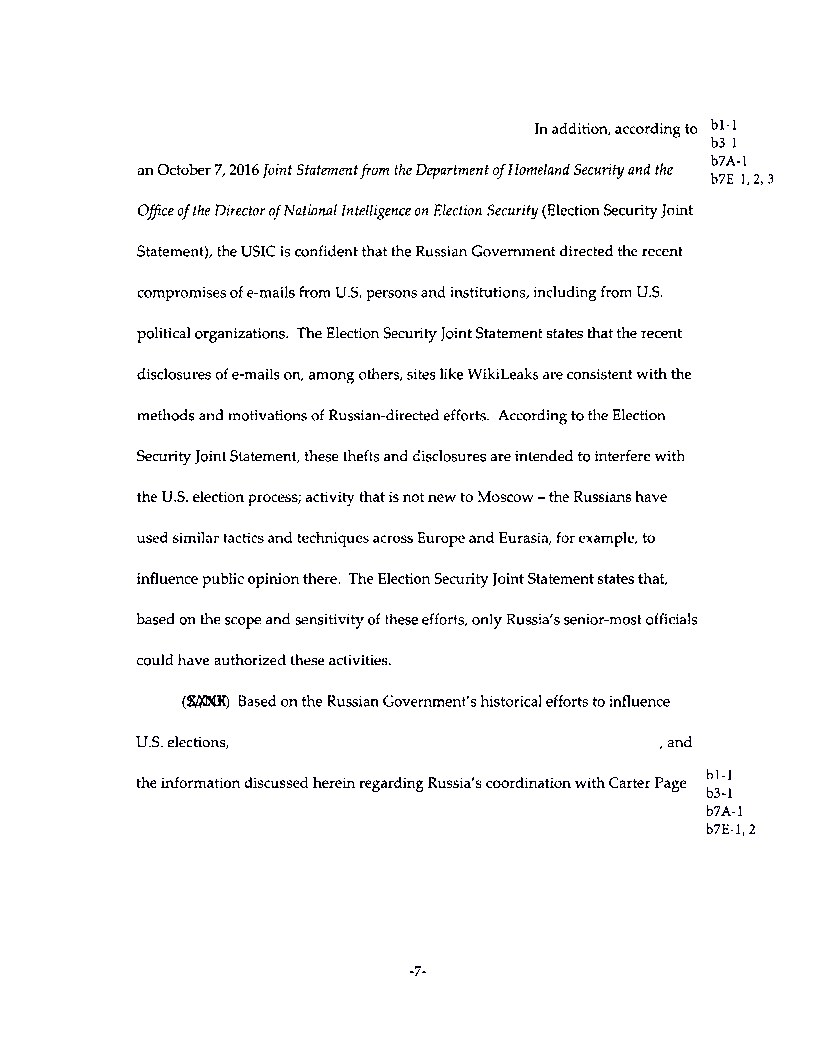 In addition, according to b1-1
b3-1
an October 7, 2016 Joint Statement from the Department of Homeland Security and the b7A-1
b7E-1, 2, 3
Office of the Director of National Intelligence on Election Security (Election Security Joint
Statement), the USIC is confident that the Russian Government directed the recent
compromises of e-mails from U.S. persons and institutions, including from U.S.
political organizations. The Election Security Joint Statement states that the recent
disclosures of e-mails on, among others, sites like WikiLeaks are consistent with the
methods and motivations of Russian-directed efforts. According to the Election
Security Joint Statement, these thefts and disclosures are intended to interfere with
the U.S. election process; activity that is not new to Moscow – the Russians have
used similar tactics and techniques across Europe and Eurasia, for example, to
influence public opinion there. The Election Security Joint Statement states that,
based on the scope and sensitivity of these efforts, only Russia's senior-most officials
could have authorized these activities.
Based on the Russian Government's historical efforts to influence
U.S. elections, , and
the information discussed herein regarding Russia's coordination with Carter Page b1-1
b3-1
b7A-1
b7E-1, 2
-7-